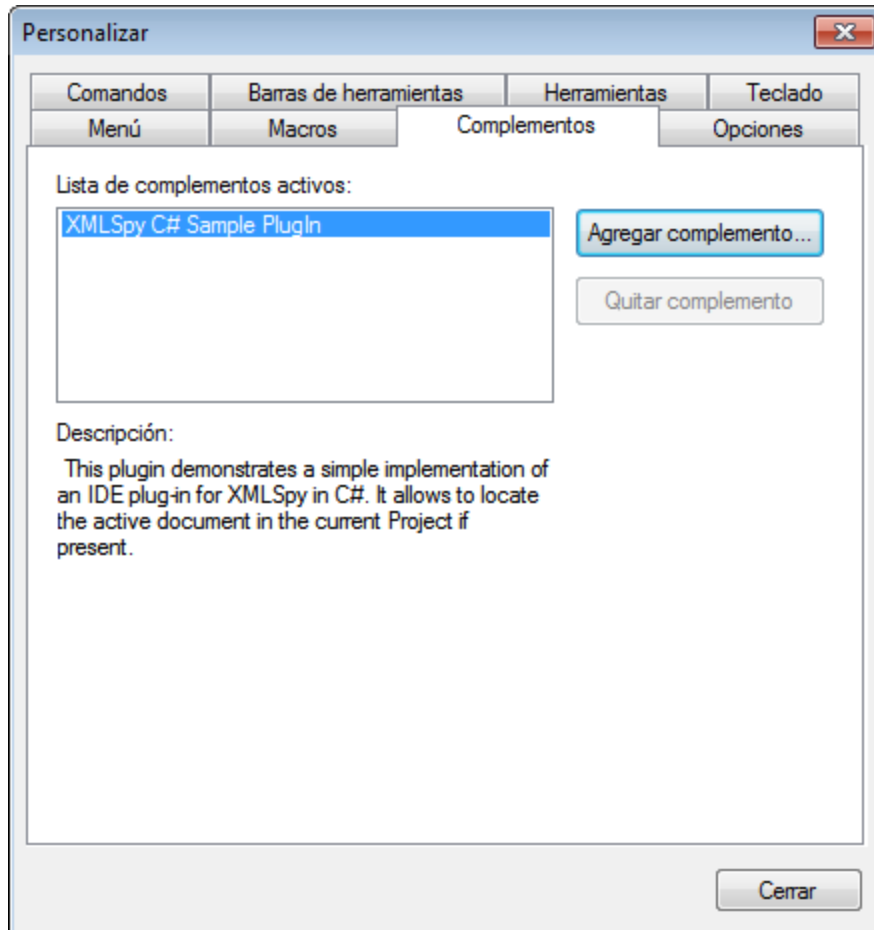 Personalizar
Comandos Barras de herramientas Herramientas Teclado
Menú Macros Complementos Opciones
Lista de complementos activos:
XMLSpy C# Sample PlugIn
Agregar complemento...
Quitar complemento
Descripción:
This plugin demonstrates a simple implementation of
an IDE plug-in for XMLSpy in C#. It allows to locate
the active document in the current Project if
present.
Cerrar